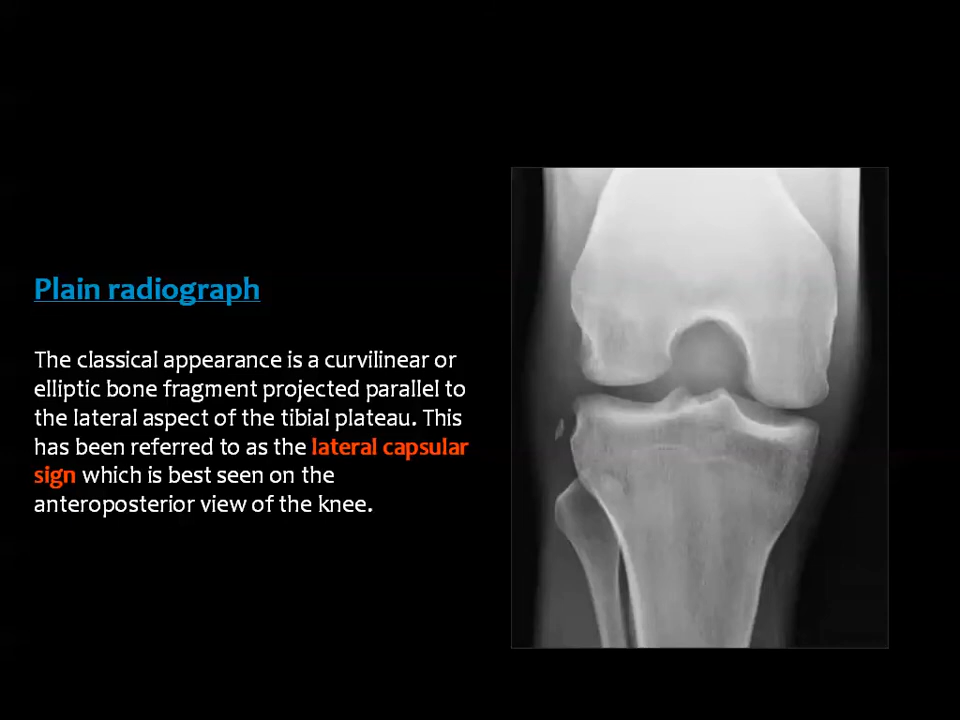 Plain radiograph
The classical appearance is a curvilinear or
elliptic bone fragment projected parallel to
the lateral aspect of the tibial plateau. This
has been referred to as the lateral capsular
sign which is best seen on the
anteroposterior view of the knee.